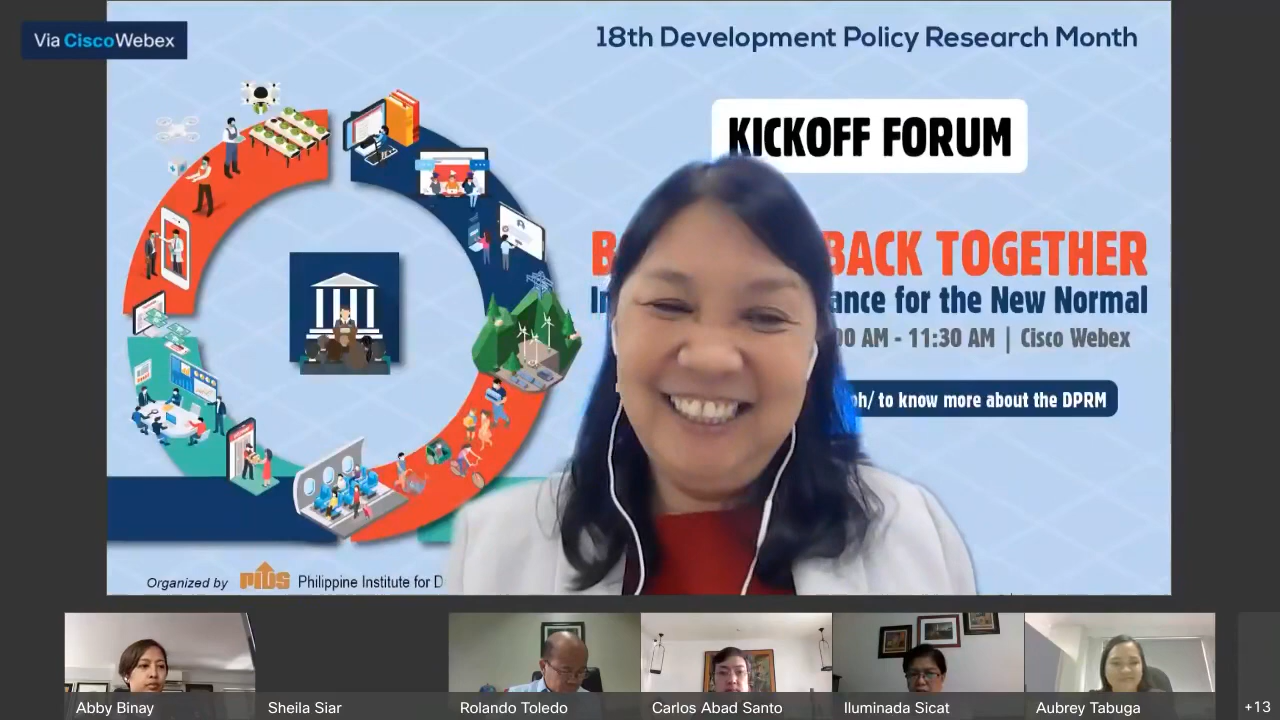 Via CiscoWebex
18th Development Policy Research Month
KICKOFF FORUM
BACK TOGETHER
for the New Normal
AM - 11:30 AM | Cisco Webex
to know more about the DPRM
Organized by pids Philippine Institute for D
Abby Binay
Sheila Siar
Rolando Toledo
Carlos Abad Santo
Iluminada Sicat
Aubrey Tabuga
+13